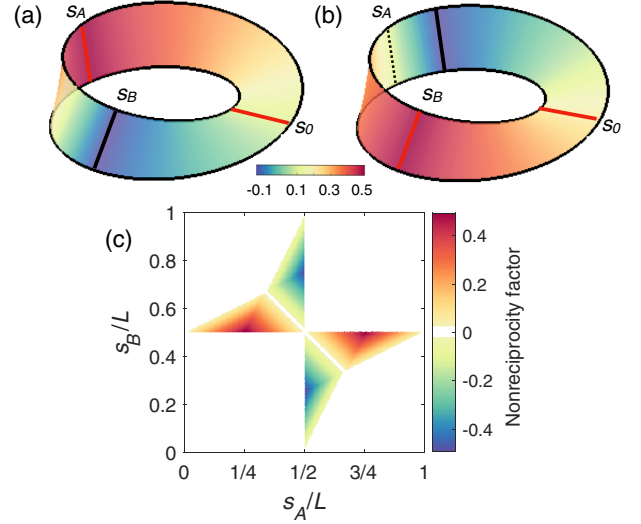 (a)
s_A
s_B
s_0
(b)
s_A
s_B
s_0
-0.1 0.1 0.3 0.5
(c)
1
0.8
0.6
0.4
0.2
0
s_B/L
0 1/4 1/2 3/4 1
s_A/L
0.4
0.2
0
-0.2
-0.4
Nonreciprocity factor